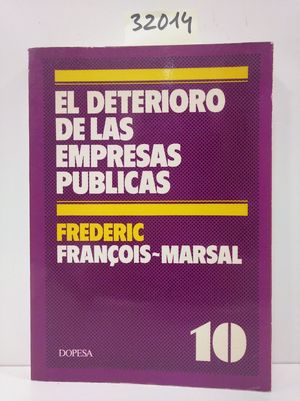 32014
EL DETERIORO
DE LAS
EMPRESAS
PUBLICAS
FREDERIC
FRANÇOIS-MARSAL
10
DOPESA